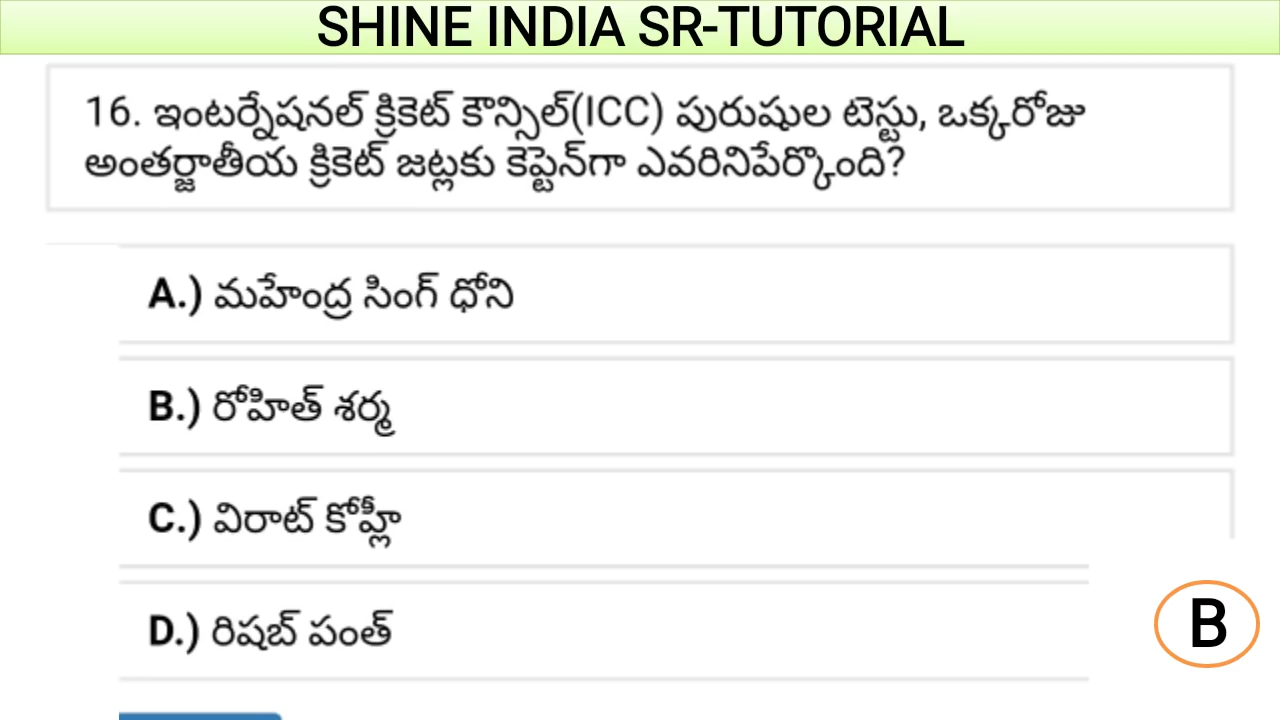 SHINE INDIA SR-TUTORIAL
16. ఇంటర్నేషనల్ క్రికెట్ కౌన్సిల్(ICC) పురుషుల టెస్టు, ఒక్కరోజు
అంతర్జాతీయ క్రికెట్ జట్లకు కెప్టెన్‌గా ఎవరినిపేర్కొంది?
A.) మహేంద్ర సింగ్ ధోని
B.) రోహిత్ శర్మ
C.) విరాట్ కోహ్లీ
D.) రిషబ్ పంత్
B